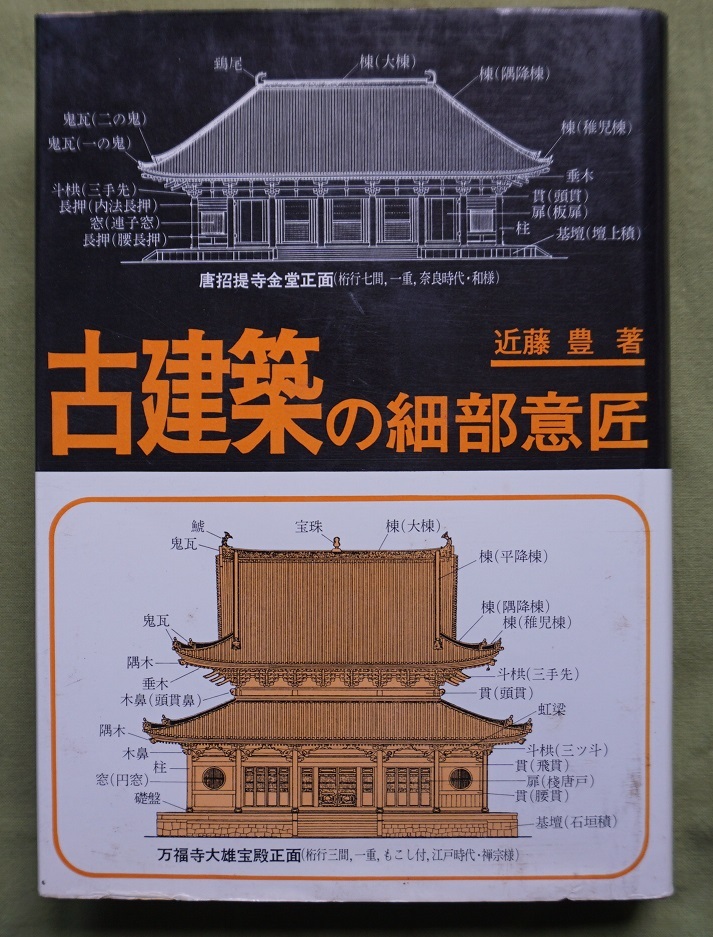 鵄尾
棟(大棟)
棟(隅降棟)
鬼瓦(二の鬼)
棟(稚児棟)
鬼瓦(一の鬼)
垂木
斗栱(三手先)
貫(頭貫)
長押(内法長押)
扉(板扉)
窓(連子窓)
柱
長押(腰長押)
基壇(壇上積)
唐招提寺金堂正面(桁行七間,一重,奈良時代・和様)
近藤 豊 著
古建築の細部意匠
鯱
宝珠
棟(大棟)
鬼瓦
棟(平降棟)
棟(隅降棟)
鬼瓦
棟(稚児棟)
隅木
斗栱(三手先)
垂木
貫(頭貫)
木鼻(頭貫鼻)
虹梁
隅木
斗栱(三ツ斗)
木鼻
貫(飛貫)
柱
扉(棧唐戸)
窓(円窓)
貫(腰貫)
礎盤
基壇(石垣積)
万福寺大雄宝殿正面(桁行三間,一重,もこし付,江戸時代・禅宗様)